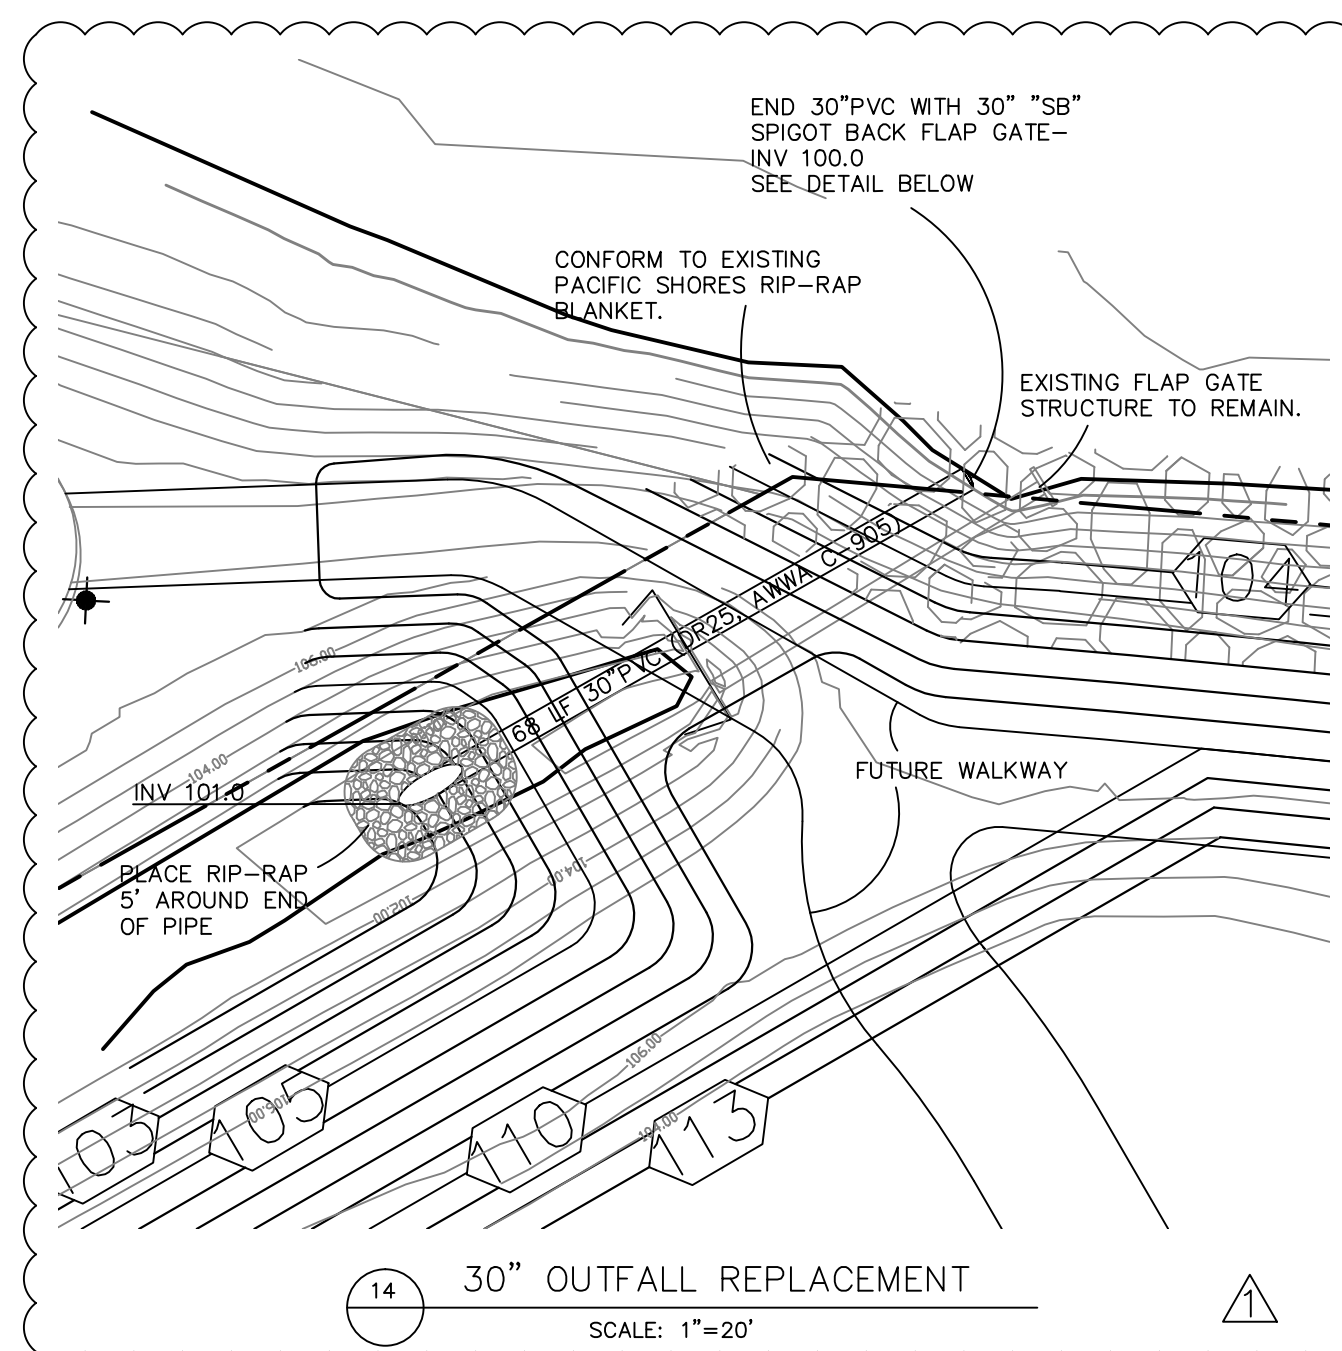 END 30”PVC WITH 30” ”SB”
SPIGOT BACK FLAP GATE–
INV 100.0
SEE DETAIL BELOW
CONFORM TO EXISTING
PACIFIC SHORES RIP–RAP
BLANKET.
EXISTING FLAP GATE
STRUCTURE TO REMAIN.
104
68 LF 30”PVC (DR25, AWWA C–905)
106.00
104.00
INV 101.0
FUTURE WALKWAY
PLACE RIP–RAP
5’ AROUND END
OF PIPE
104.00
102.00
106.00
106.00
104.00
103
105
110
113
14
30” OUTFALL REPLACEMENT
SCALE: 1”=20’
1